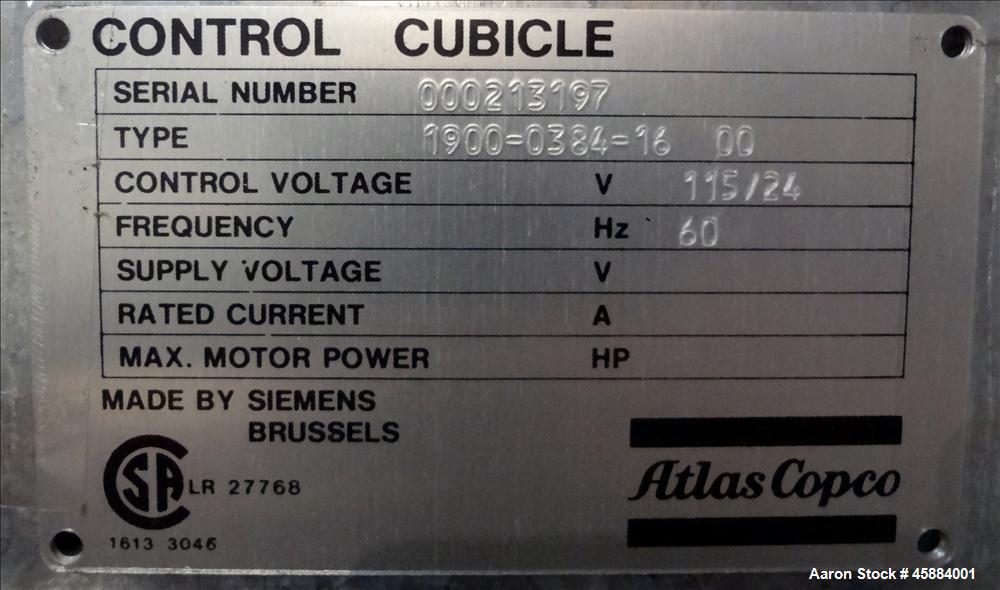 CONTROL CUBICLE
SERIAL NUMBER 000213197
TYPE 1900=0384=16 00
CONTROL VOLTAGE V 115/24
FREQUENCY Hz 60
SUPPLY VOLTAGE V
RATED CURRENT A
MAX. MOTOR POWER HP
MADE BY SIEMENS
BRUSSELS
CSA LR 27768
Atlas Copco
1613 3046
Aaron Stock # 45884001